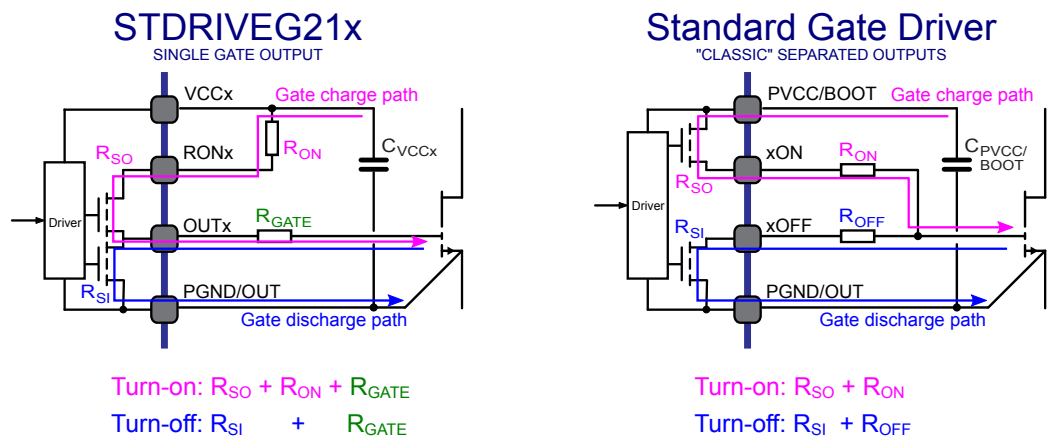 STDRIVEG21x
SINGLE GATE OUTPUT
VCCx
Gate charge path
RSO
RONx
RON
CVCCx
Driver
OUTx
RGATE
RSI
PGND/OUT
Gate discharge path
Turn-on: RSO + RON + RGATE
Turn-off: RSI + RGATE
Standard Gate Driver
"CLASSIC" SEPARATED OUTPUTS
PVCC/BOOT
Gate charge path
xON
RON
CPVCC/
BOOT
RSO
Driver
xOFF
ROFF
RSI
PGND/OUT
Gate discharge path
Turn-on: RSO + RON
Turn-off: RSI + ROFF